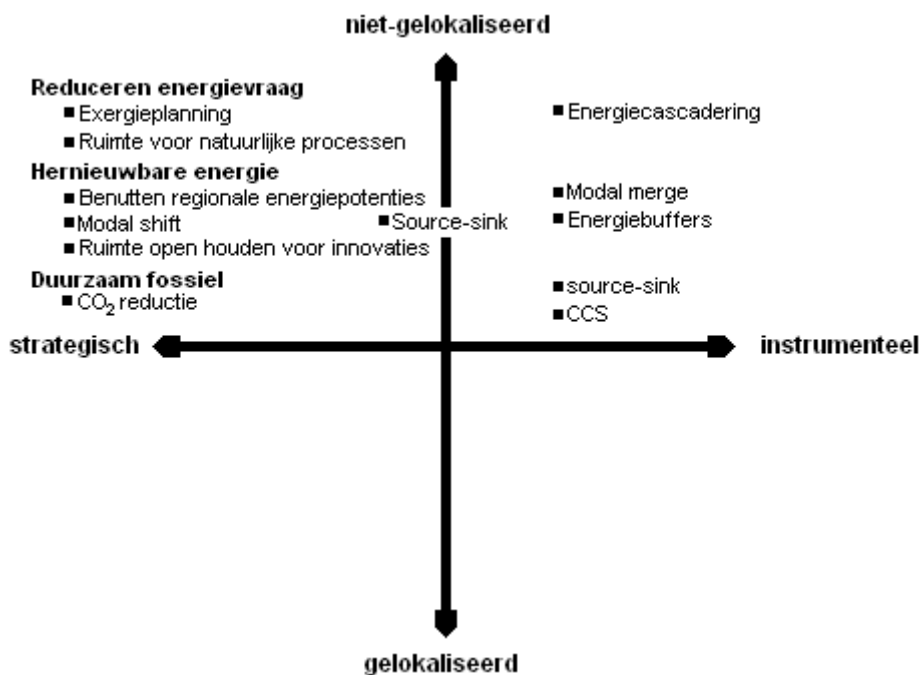 niet-gelokaliseerd
Reduceren energievraag
▪ Exergieplanning
▪ Energiecascadering
▪ Ruimte voor natuurlijke processen
Hernieuwbare energie
▪ Benutten regionale energiepotenties
▪ Modal merge
▪ Modal shift
▪ Source-sink
▪ Energiebuffers
▪ Ruimte open houden voor innovaties
Duurzaam fossiel
▪ CO₂ reductie
▪ source-sink
▪ CCS
strategisch
instrumenteel
gelokaliseerd